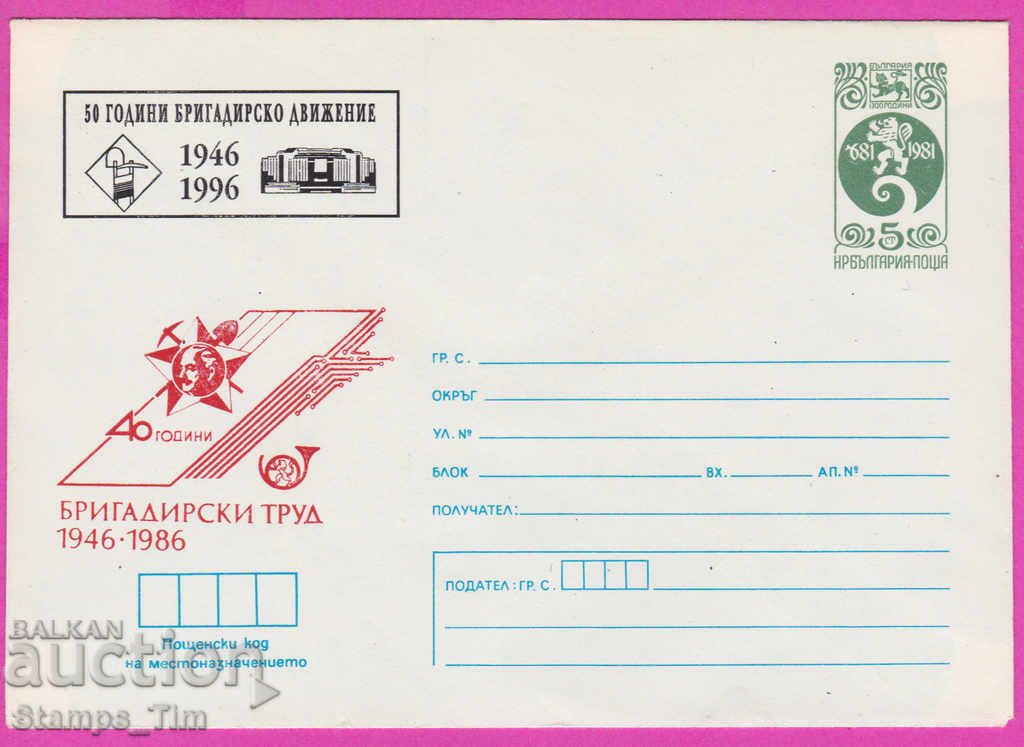 50 ГОДИНИ БРИГАДИРСКО ДВИЖЕНИЕ
1946
1996
БЪЛГАРИЯ
1300 ГОДИНИ
681 1981
5 СТ
НРБЪЛГАРИЯ·ПОЩА
40 ГОДИНИ
БРИГАДИРСКИ ТРУД
1946·1986
ГР. С.
ОКРЪГ
УЛ. №
БЛОК ВХ. АП. №
ПОЛУЧАТЕЛ:
ПОДАТЕЛ: ГР. С.
Пощенски код
на местоназначението
BALKAN
auction
Stamps_Tim